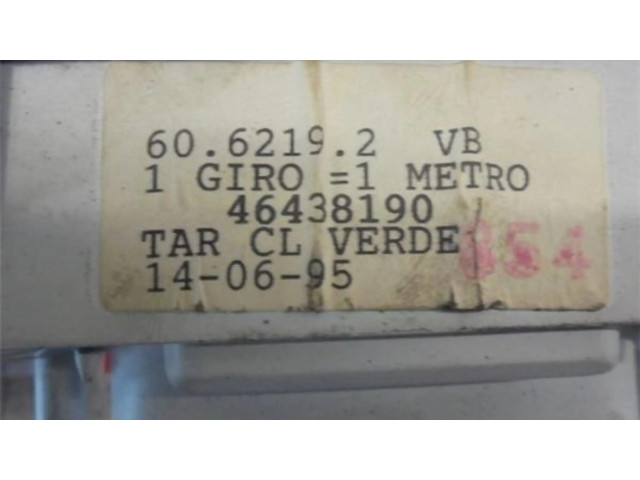 60.6219.2 VB
1 GIRO =1 METRO
46438190
TAR CL VERDE
14-06-95